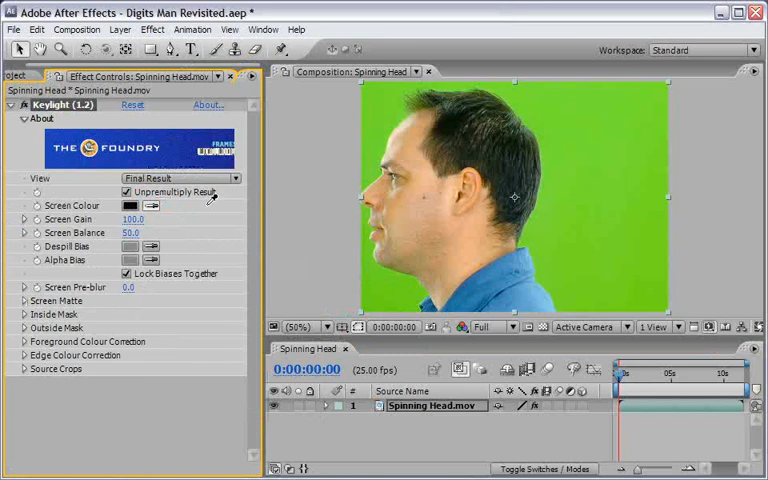 Adobe After Effects - Digits Man Revisited.aep *
File Edit Composition Layer Effect Animation View Window Help
Workspace: Standard
roject Effect Controls: Spinning Head.mov
Composition: Spinning Head
Spinning Head * Spinning Head.mov
Keylight (1.2) Reset About...
About
THE FOUNDRY FRAMES
View Final Result
Unpremultiply Result
Screen Colour
Screen Gain 100.0
Screen Balance 50.0
Despill Bias
Alpha Bias
Lock Biases Together
Screen Pre-blur 0.0
Screen Matte
Inside Mask
Outside Mask
Foreground Colour Correction
Edge Colour Correction
Source Crops
(50%) 0:00:00:00 Full Active Camera 1 View
Spinning Head
0:00:00:00 (25.00 fps)
# Source Name
05s 10s
1 Spinning Head.mov
Toggle Switches / Modes